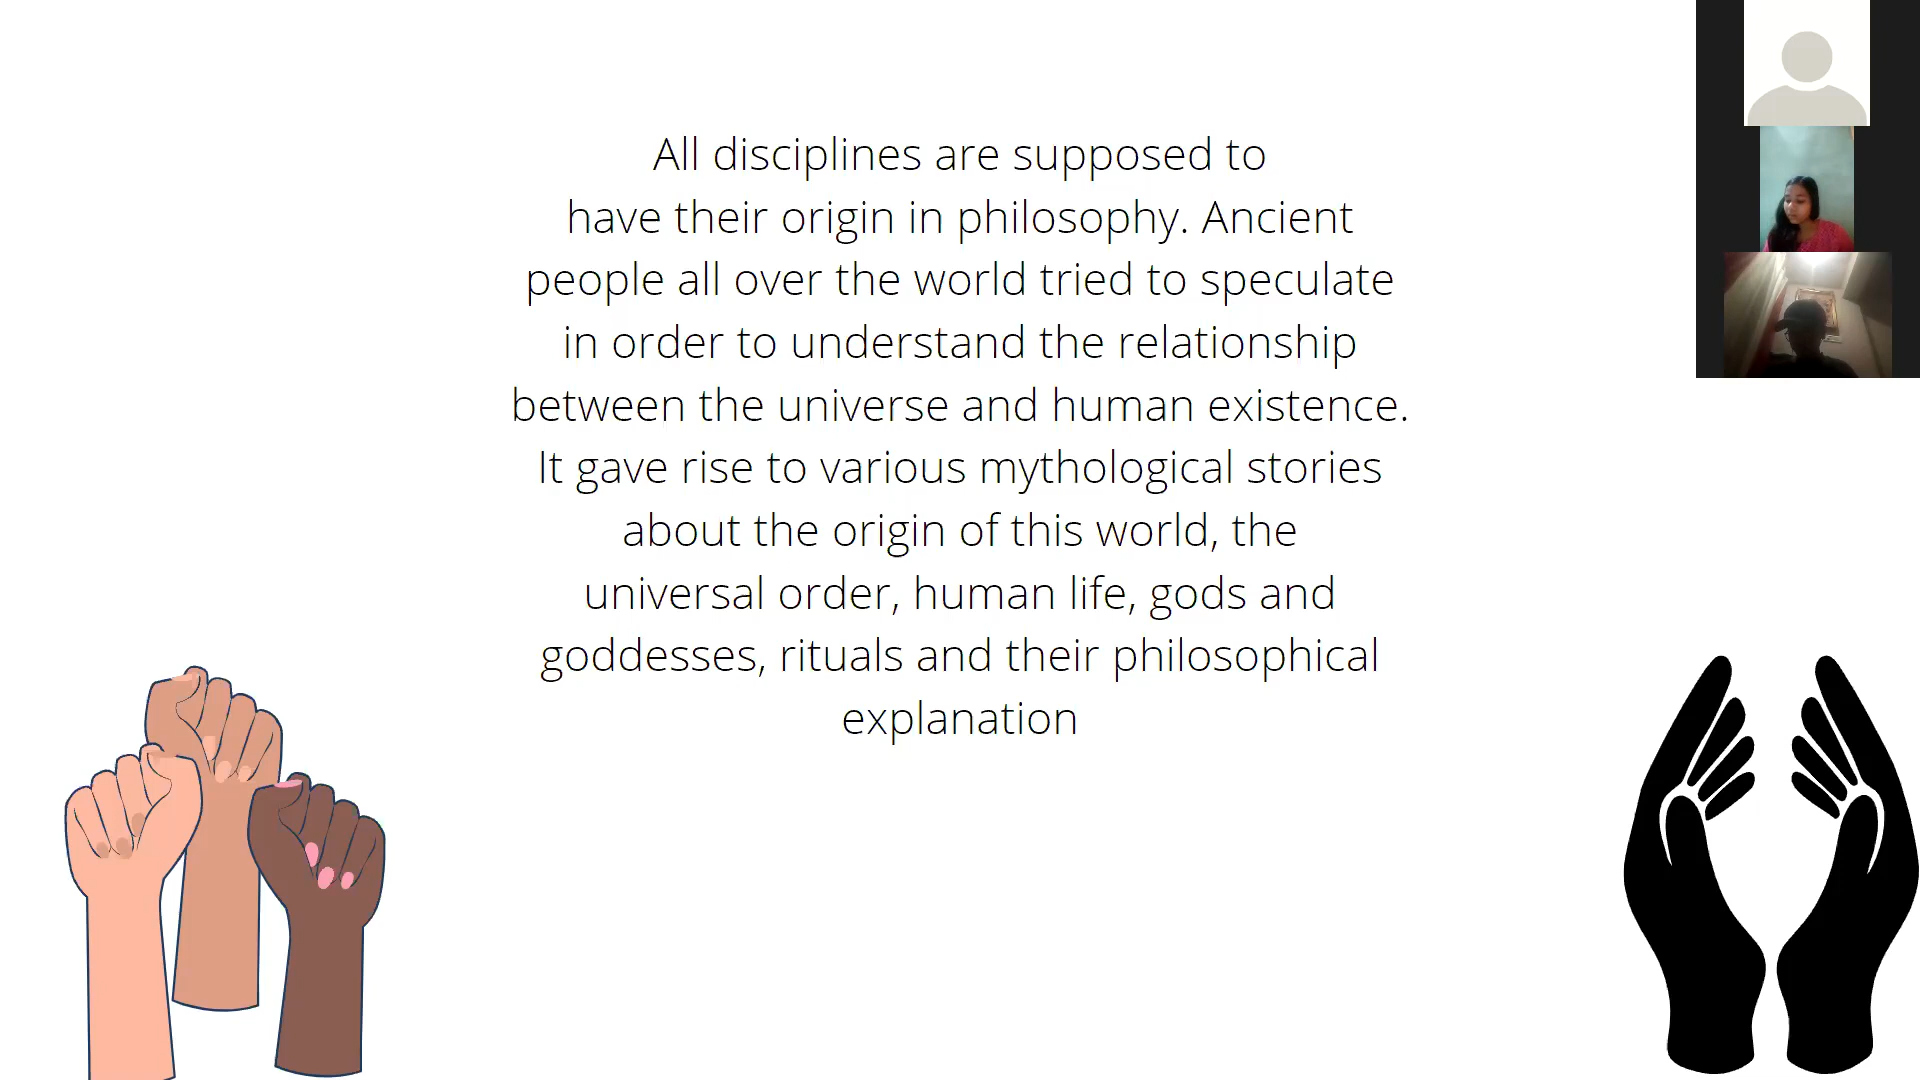 All disciplines are supposed to
have their origin in philosophy. Ancient
people all over the world tried to speculate
in order to understand the relationship
between the universe and human existence.
It gave rise to various mythological stories
about the origin of this world, the
universal order, human life, gods and
goddesses, rituals and their philosophical
explanation